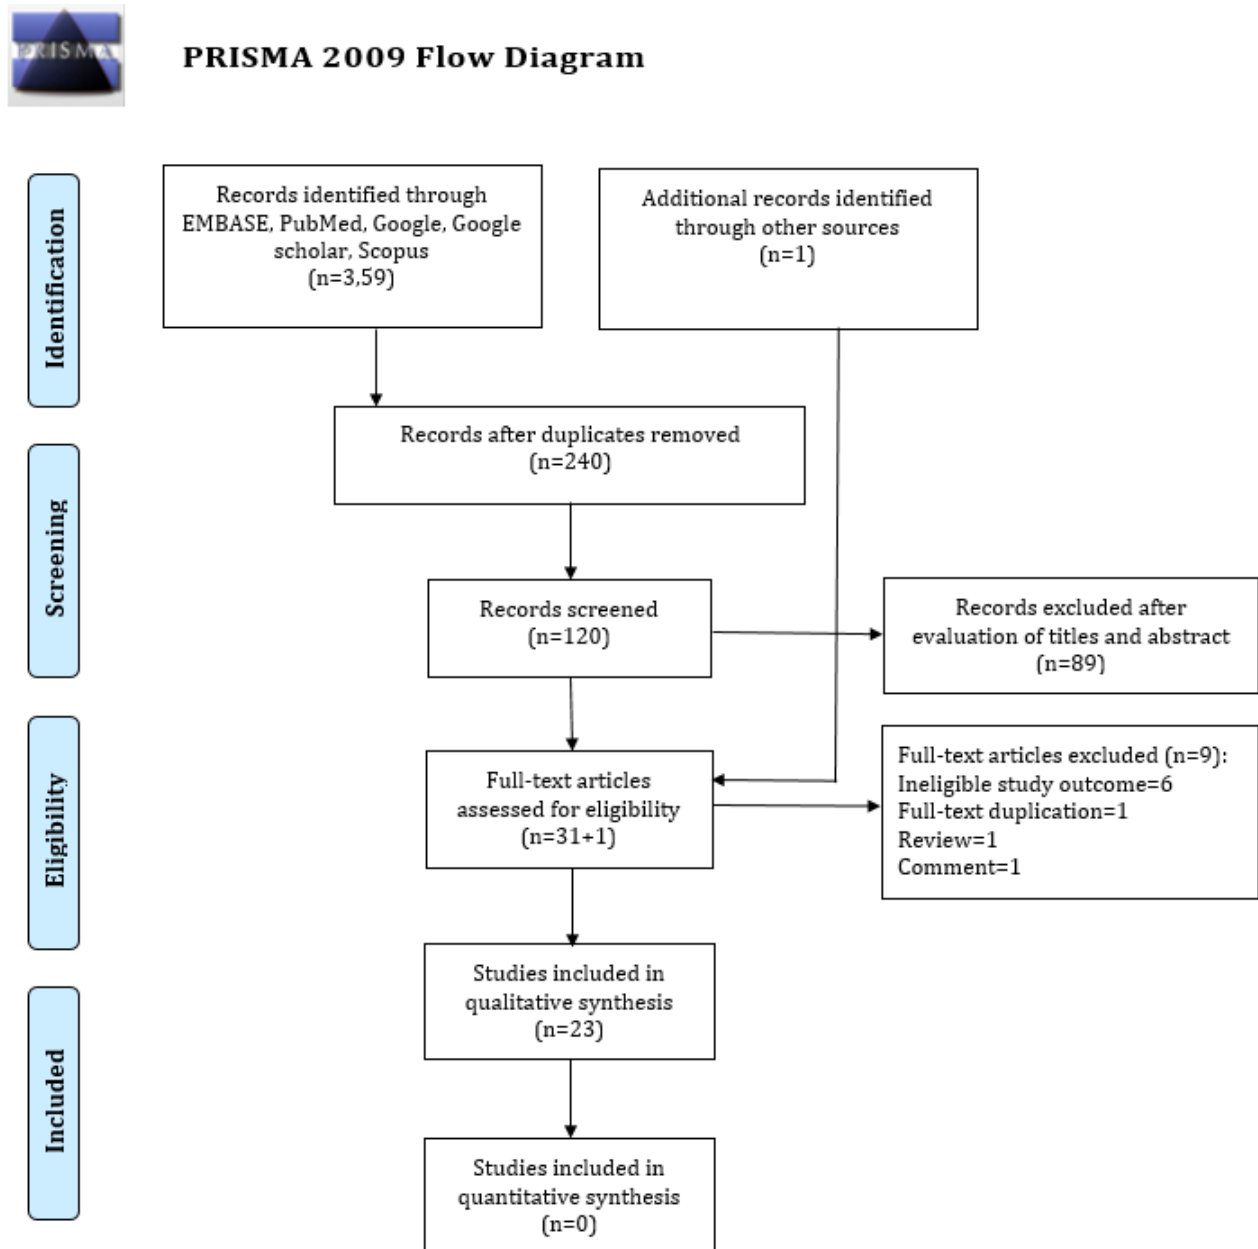 PRISMA
PRISMA 2009 Flow Diagram
Identification
Records identified through
EMBASE, PubMed, Google, Google
scholar, Scopus
(n=3,59)
Additional records identified
through other sources
(n=1)
Records after duplicates removed
(n=240)
Screening
Records screened
(n=120)
Records excluded after
evaluation of titles and abstract
(n=89)
Eligibility
Full-text articles
assessed for eligibility
(n=31+1)
Full-text articles excluded (n=9):
Ineligible study outcome=6
Full-text duplication=1
Review=1
Comment=1
Included
Studies included in
qualitative synthesis
(n=23)
Studies included in
quantitative synthesis
(n=0)